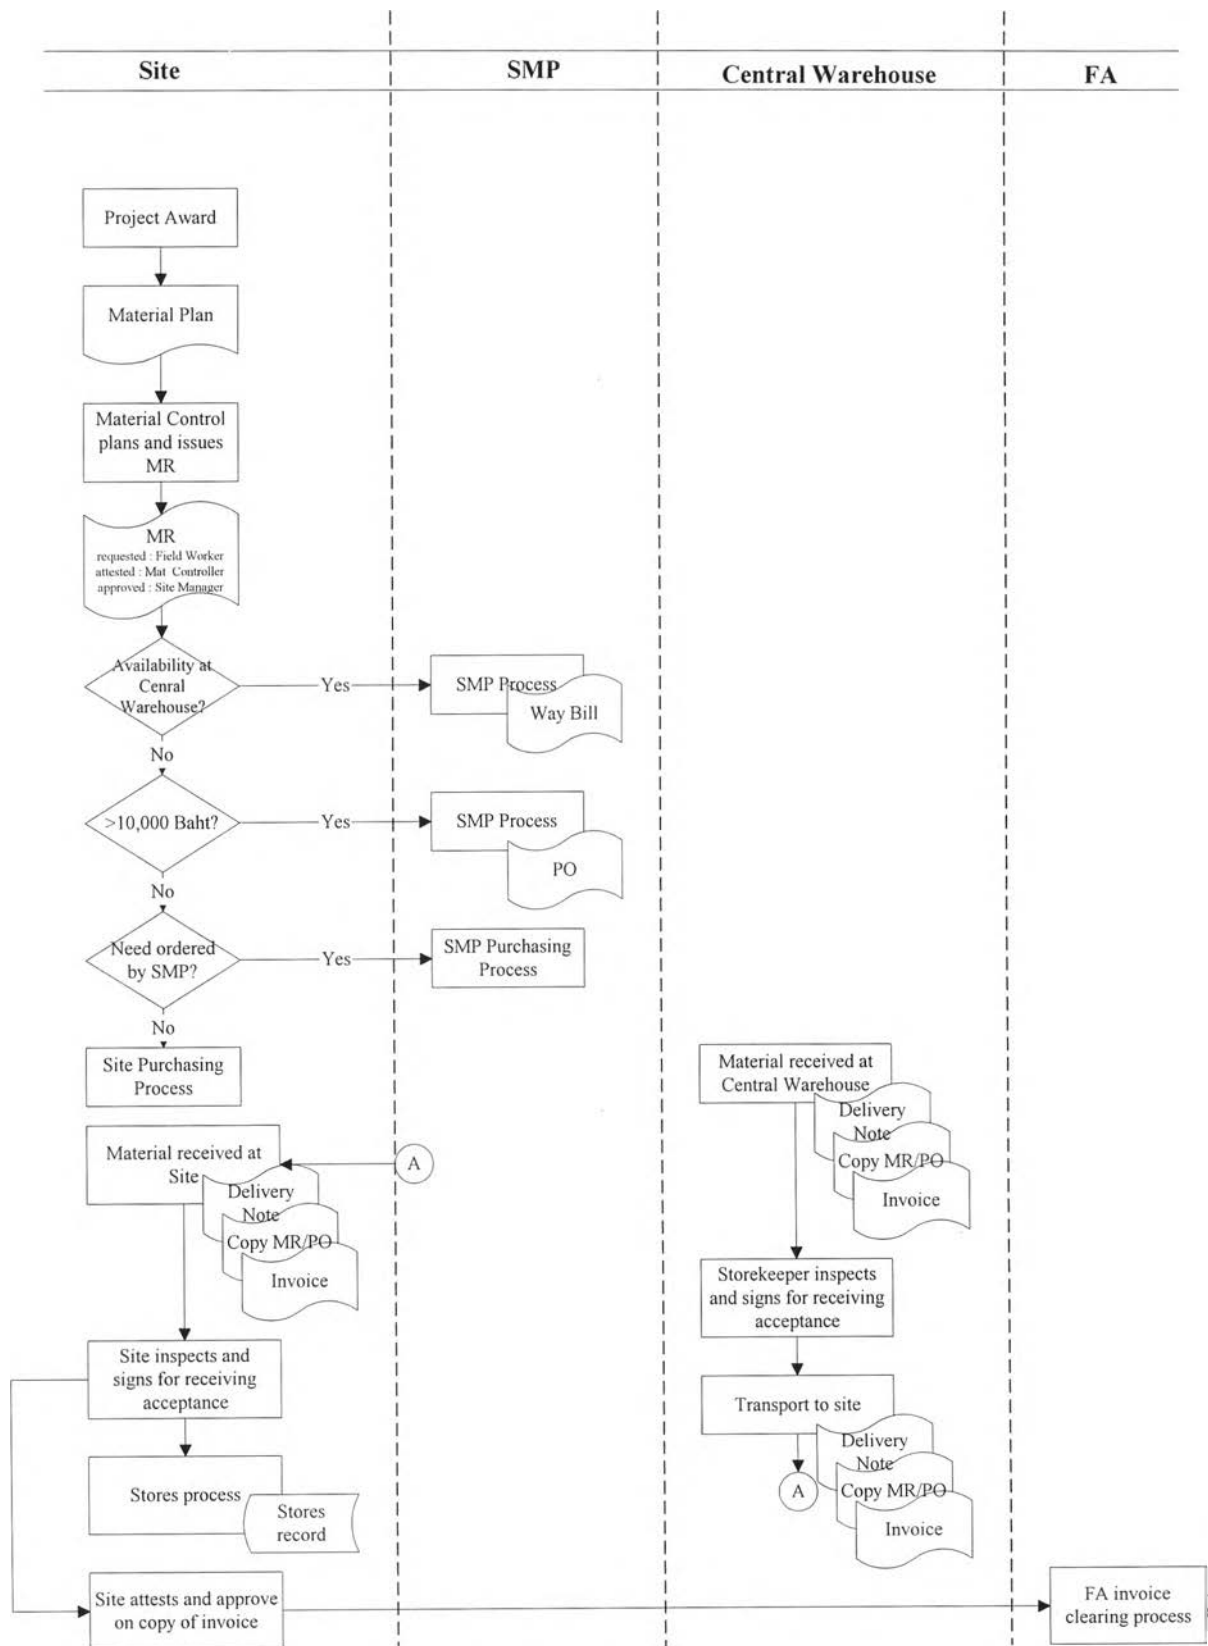 Site
SMP
Central Warehouse
FA
Project Award
Material Plan
Material Control
plans and issues
MR
MR
requested : Field Worker
attested : Mat Controller
approved : Site Manager
Availability at
Cenral
Warehouse?
Yes
SMP Process
Way Bill
No
>10,000 Baht?
Yes
SMP Process
PO
No
Need ordered
by SMP?
Yes
SMP Purchasing
Process
No
Site Purchasing
Process
Material received at
Central Warehouse
Delivery
Note
Copy MR/PO
Invoice
Material received at
Site
A
Delivery
Note
Copy MR/PO
Invoice
Storekeeper inspects
and signs for receiving
acceptance
Site inspects and
signs for receiving
acceptance
Transport to site
Delivery
Note
Copy MR/PO
Invoice
A
Stores process
Stores
record
Site attests and approve
on copy of invoice
FA invoice
clearing process